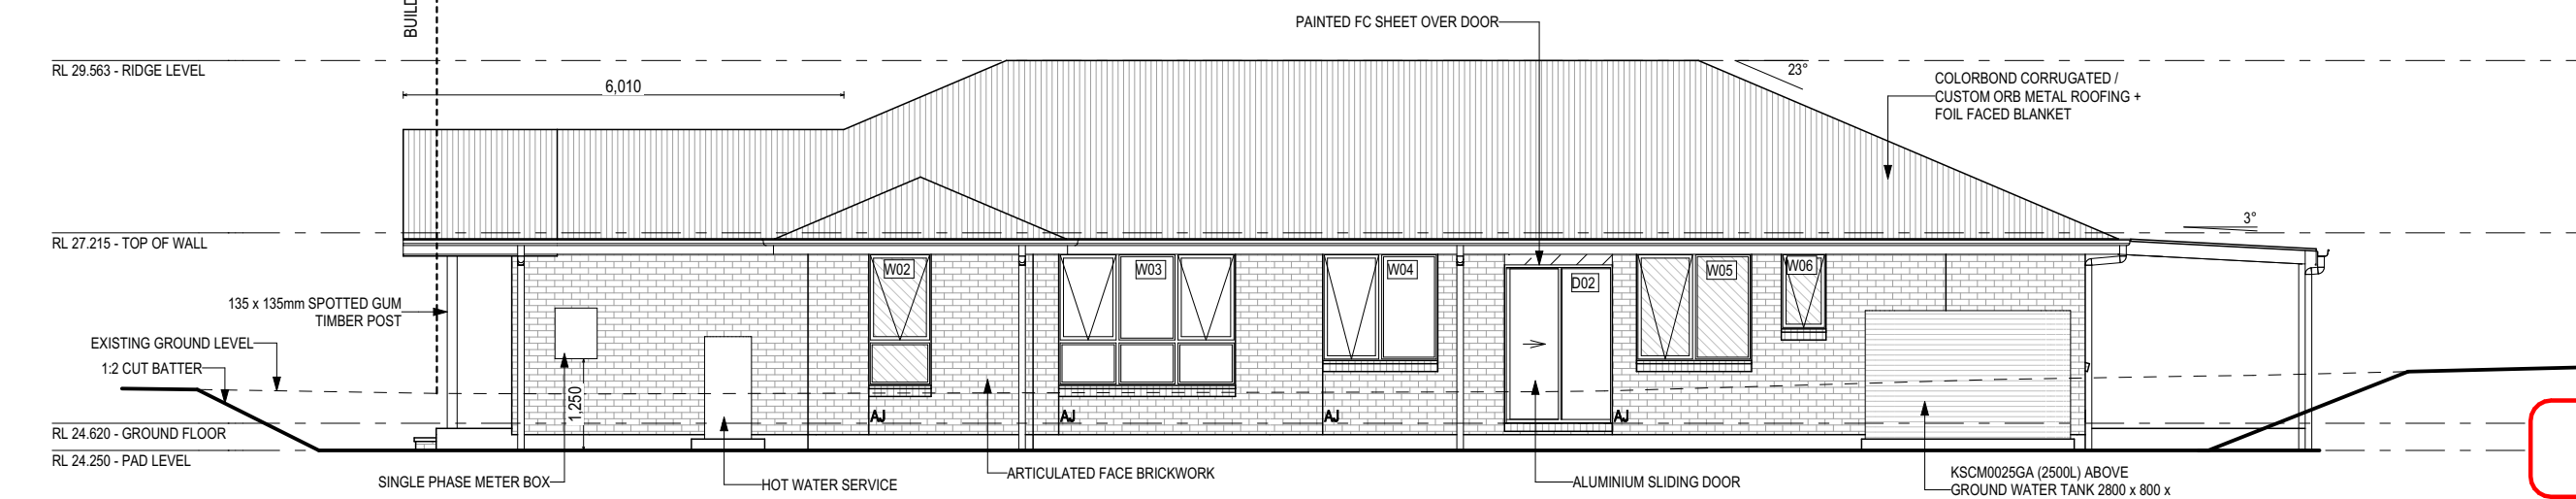 BUILD
PAINTED FC SHEET OVER DOOR
RL 29.563 - RIDGE LEVEL
23°
6,010
COLORBOND CORRUGATED /
CUSTOM ORB METAL ROOFING +
FOIL FACED BLANKET
3°
RL 27.215 - TOP OF WALL
W02
W03
W04
D02
W05
W06
135 x 135mm SPOTTED GUM
TIMBER POST
EXISTING GROUND LEVEL
1:2 CUT BATTER
1,250
AJ
AJ
AJ
AJ
RL 24.620 - GROUND FLOOR
RL 24.250 - PAD LEVEL
SINGLE PHASE METER BOX
HOT WATER SERVICE
ARTICULATED FACE BRICKWORK
ALUMINIUM SLIDING DOOR
KSCM0025GA (2500L) ABOVE
GROUND WATER TANK 2800 x 800 x